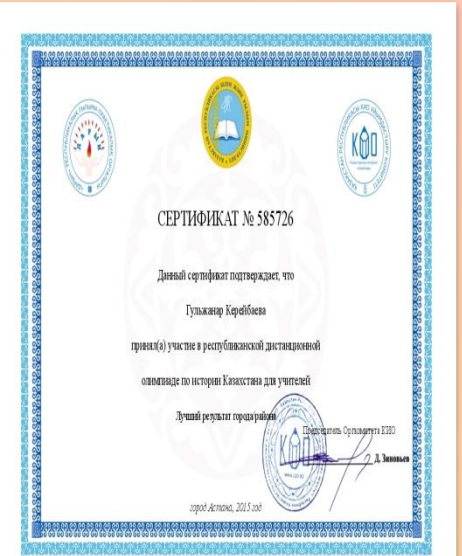 СЕРТИФИКАТ № 585726
Данный сертификат подтверждает, что
Гульжанар Керейбаева
принял(а) участие в республиканской дистанционной
олимпиаде по истории Казахстана для учителей
Лучший результат города/района
Председатель Оргкомитета КИО
Д. Зиновьев
город Астана, 2015 год